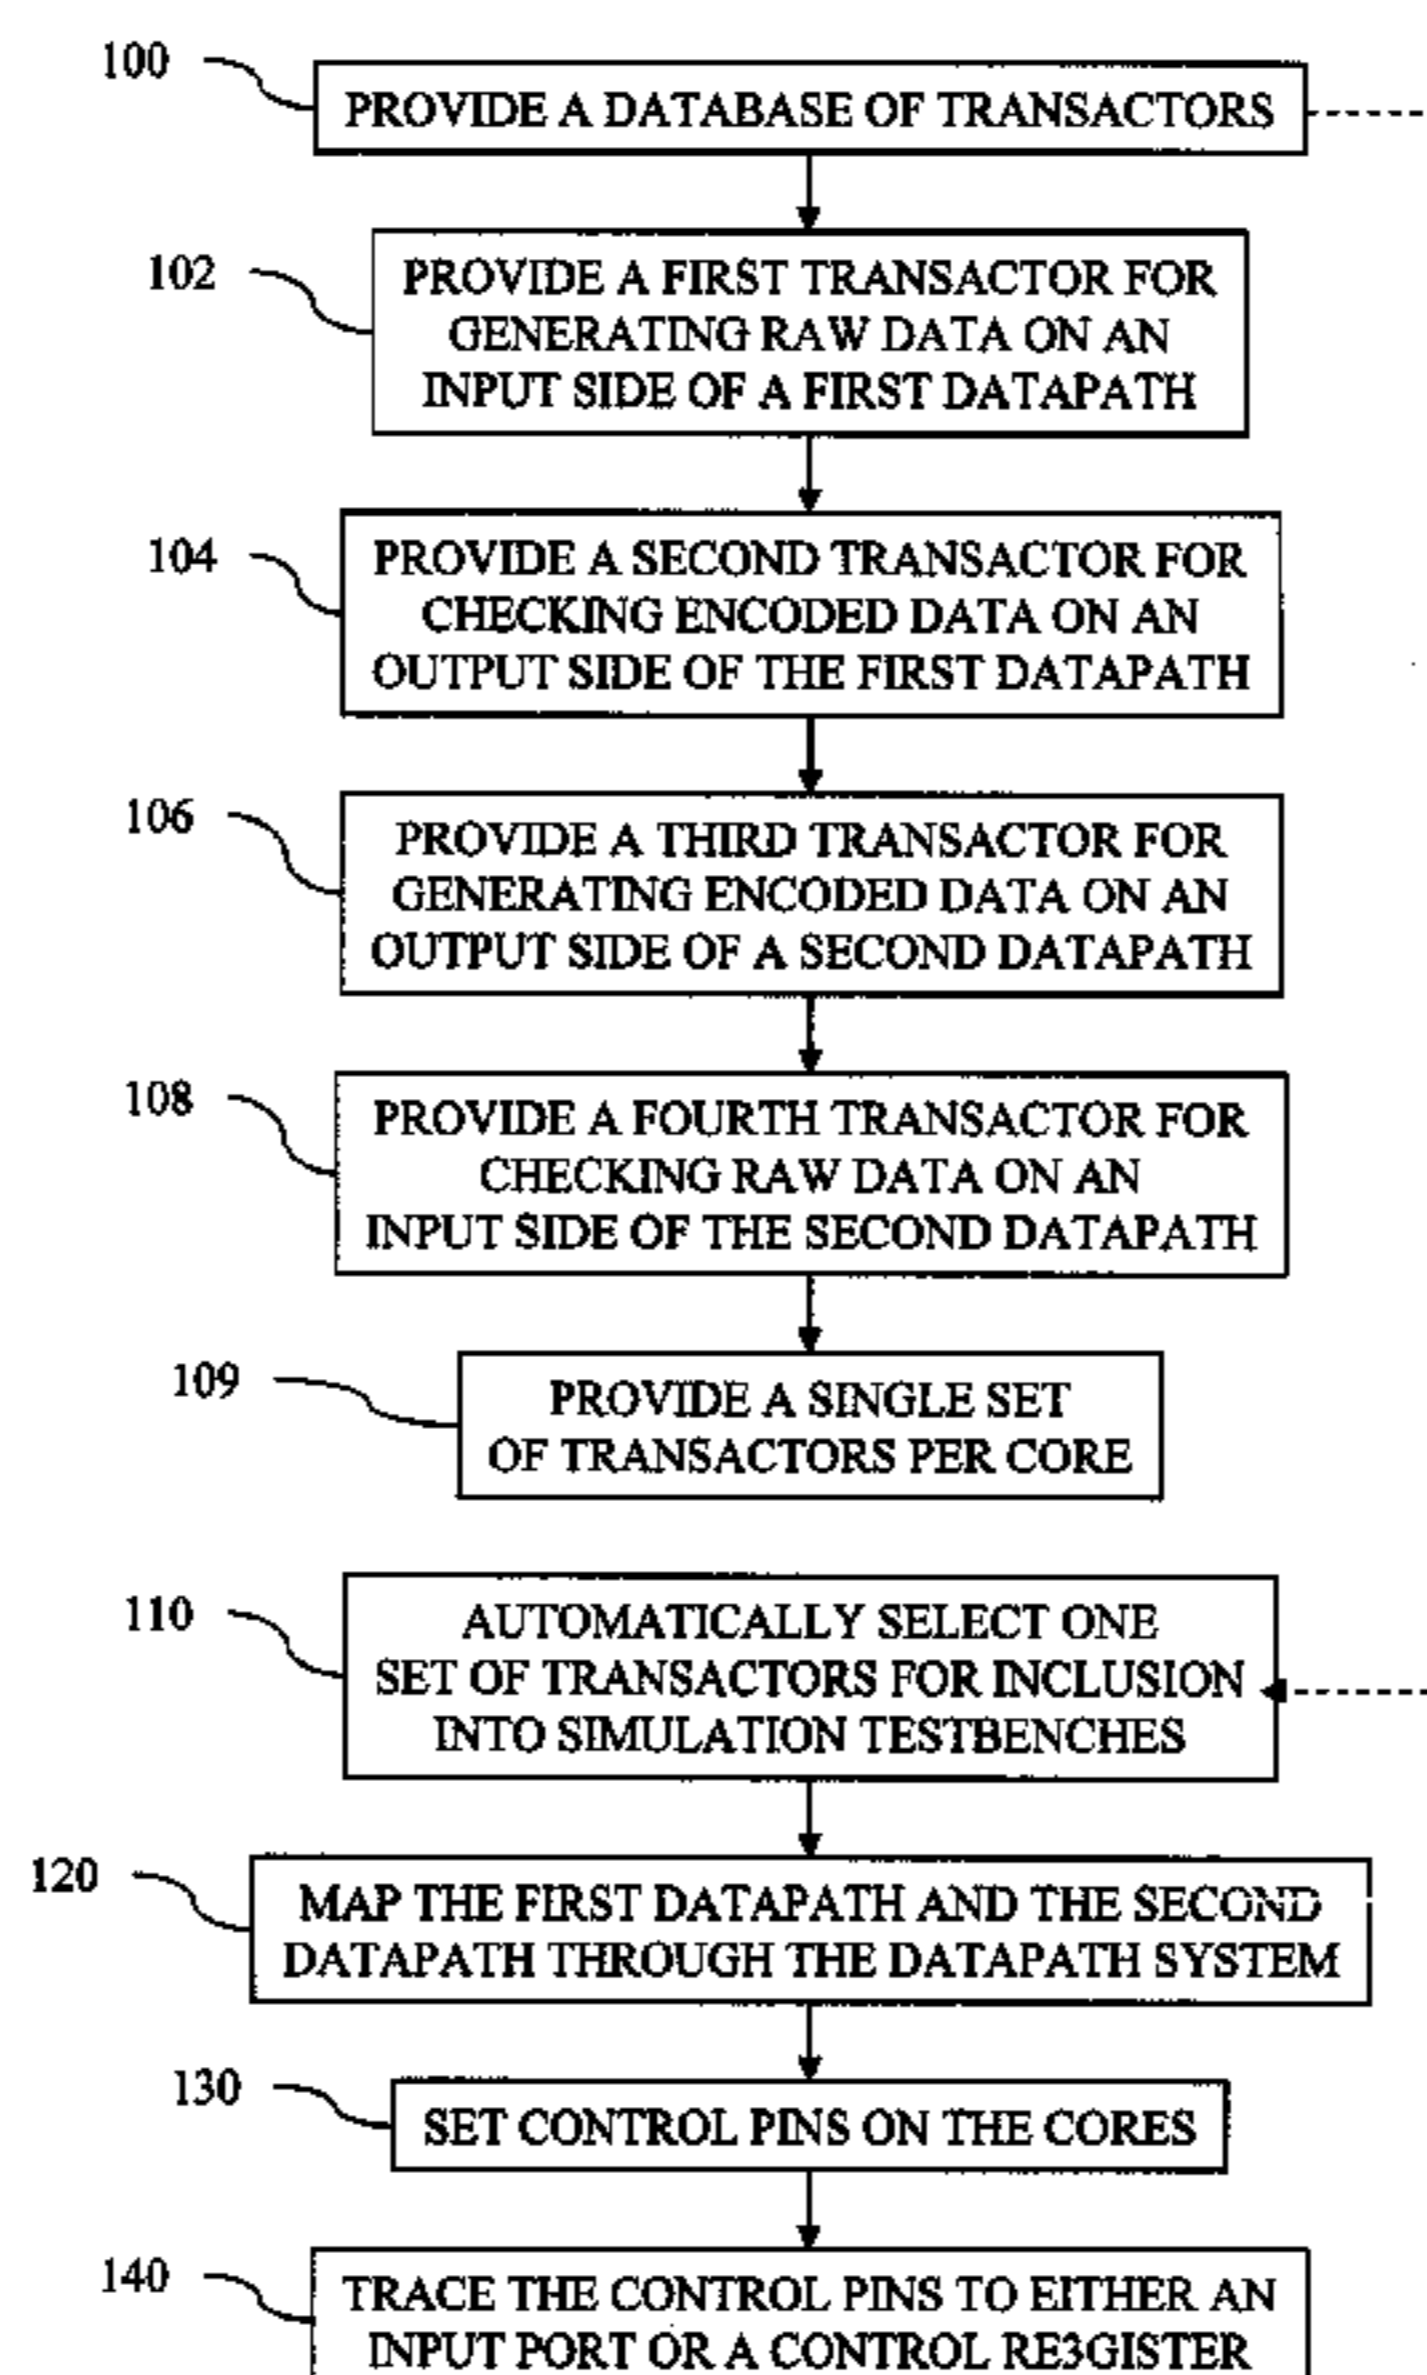 100
PROVIDE A DATABASE OF TRANSACTORS
102
PROVIDE A FIRST TRANSACTOR FOR
GENERATING RAW DATA ON AN
INPUT SIDE OF A FIRST DATAPATH
104
PROVIDE A SECOND TRANSACTOR FOR
CHECKING ENCODED DATA ON AN
OUTPUT SIDE OF THE FIRST DATAPATH
106
PROVIDE A THIRD TRANSACTOR FOR
GENERATING ENCODED DATA ON AN
OUTPUT SIDE OF A SECOND DATAPATH
108
PROVIDE A FOURTH TRANSACTOR FOR
CHECKING RAW DATA ON AN
INPUT SIDE OF THE SECOND DATAPATH
109
PROVIDE A SINGLE SET
OF TRANSACTORS PER CORE
110
AUTOMATICALLY SELECT ONE
SET OF TRANSACTORS FOR INCLUSION
INTO SIMULATION TESTBENCHES
120
MAP THE FIRST DATAPATH AND THE SECOND
DATAPATH THROUGH THE DATAPATH SYSTEM
130
SET CONTROL PINS ON THE CORES
140
TRACE THE CONTROL PINS TO EITHER AN
INPUT PORT OR A CONTROL RE3GISTER